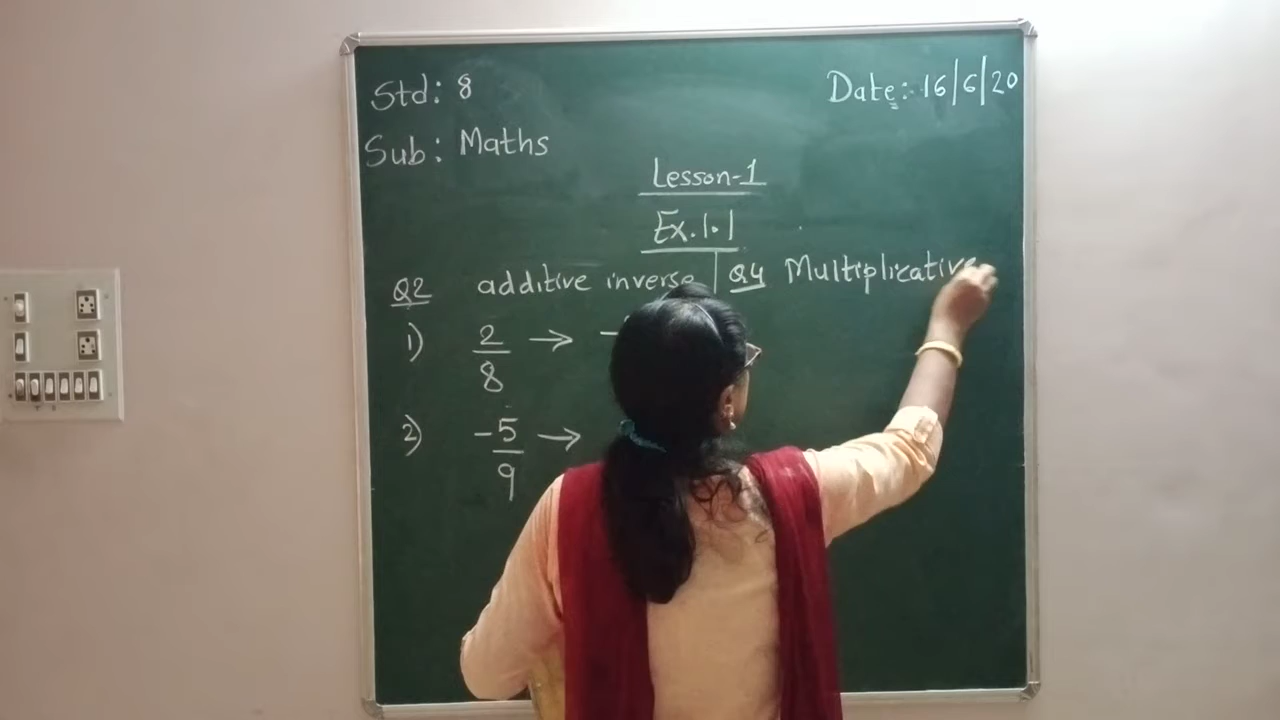 Std: 8
Date: 16/6/20
Sub: Maths
Lesson-1
Ex.1.1
Q2 additive inverse
1) 2/8 → -
2) -5/9 →
Q4 Multiplicative